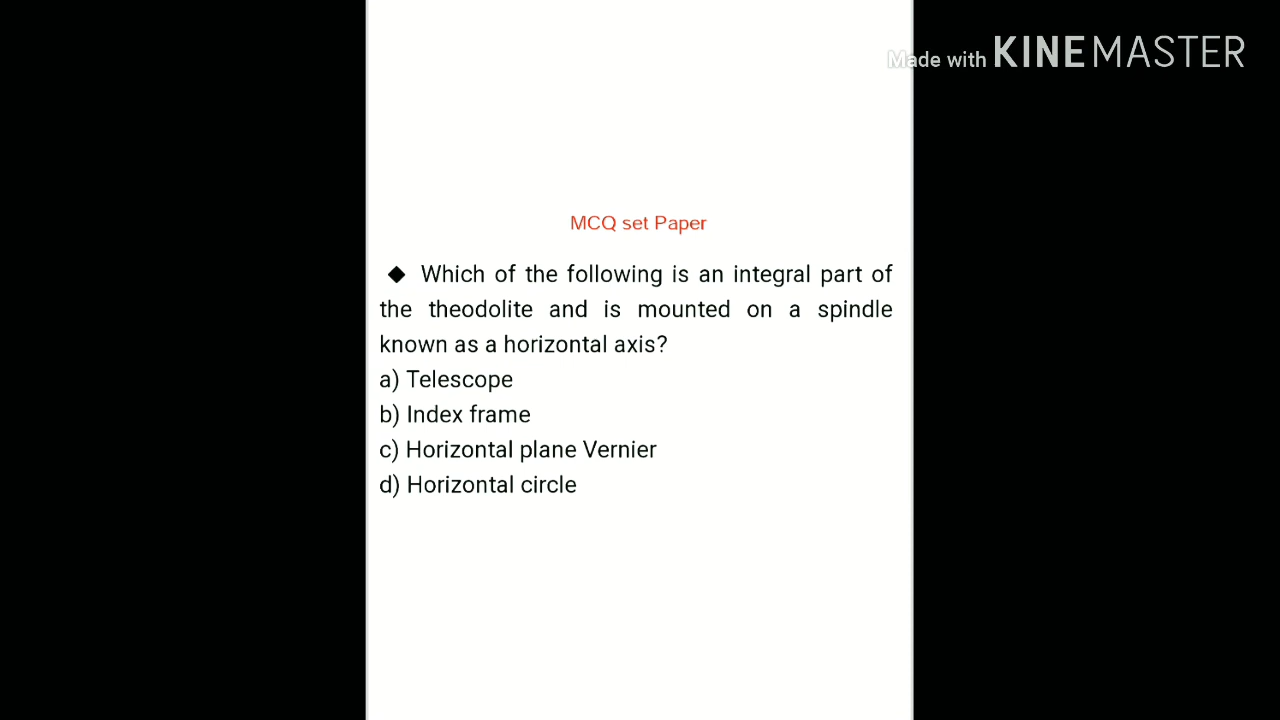 Made with KINEMASTER
MCQ set Paper
◆ Which of the following is an integral part of
the theodolite and is mounted on a spindle
known as a horizontal axis?
a) Telescope
b) Index frame
c) Horizontal plane Vernier
d) Horizontal circle